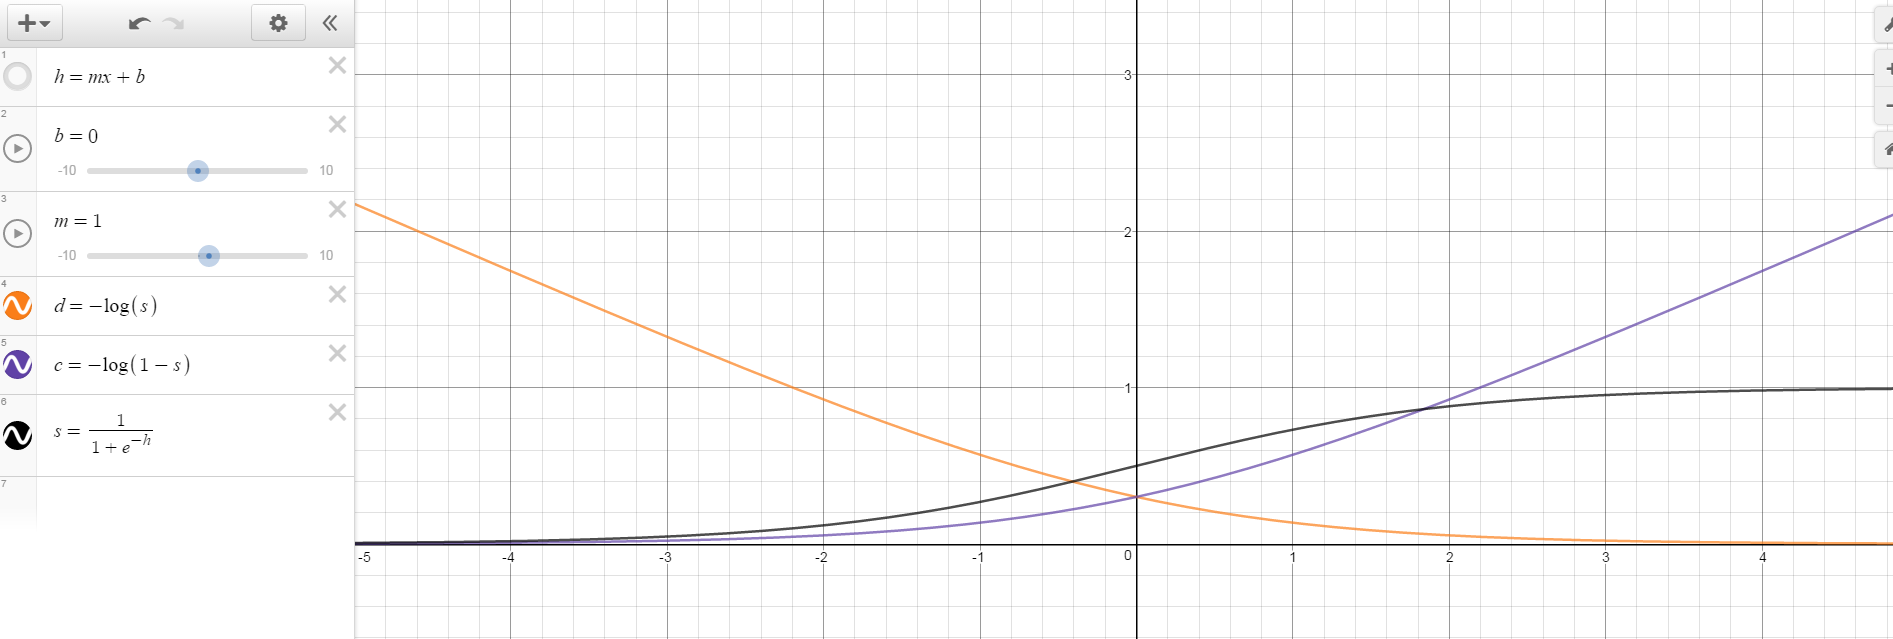 1
h = mx + b
2
b = 0
-10 10
3
m = 1
-10 10
4
d = −log(s)
5
c = −log(1 − s)
6
s = 1/(1 + e^−h)
7
3
2
1
-5 -4 -3 -2 -1 0 1 2 3 4